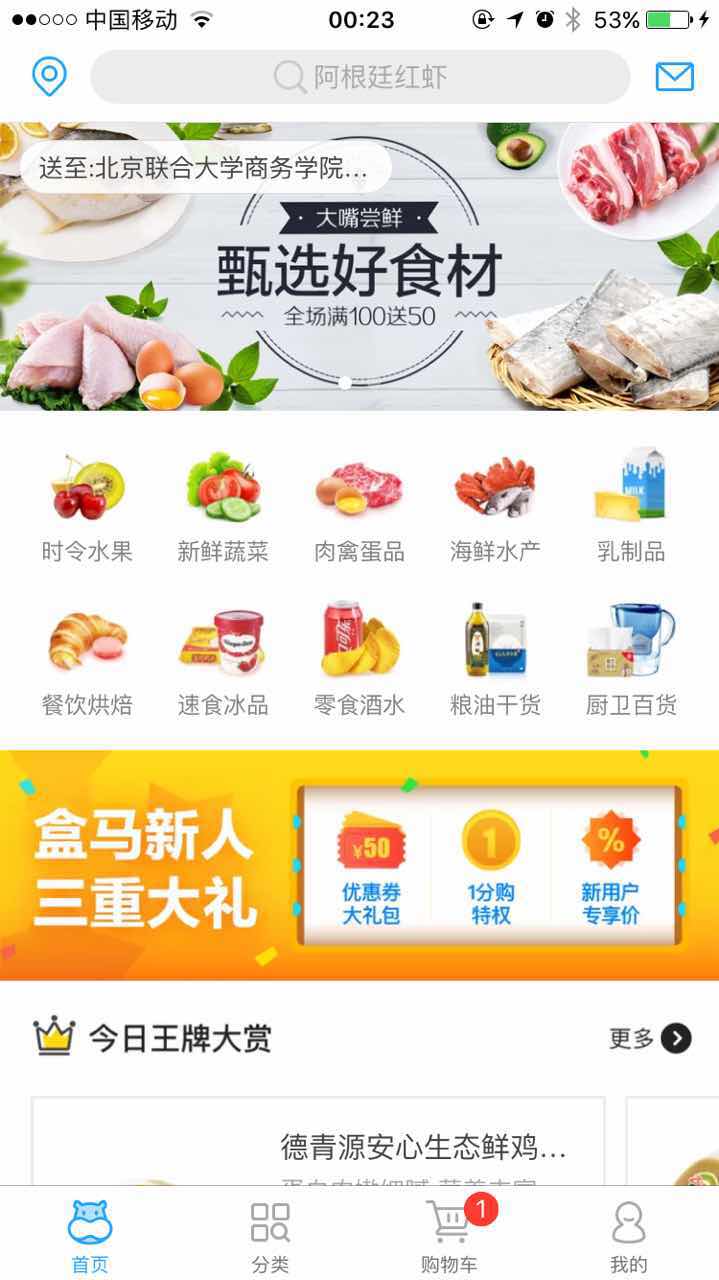 中国移动 00:23 53%
阿根廷红虾
送至:北京联合大学商务学院...
大嘴尝鲜
甄选好食材
全场满100送50
时令水果 新鲜蔬菜 肉禽蛋品 海鲜水产 乳制品
MILK
餐饮烘焙 速食冰品 零食酒水 粮油干货 厨卫百货
盒马新人
三重大礼
¥50 1 %
优惠券 1分购 新用户
大礼包 特权 专享价
今日王牌大赏 更多
德青源安心生态鲜鸡...
1
首页 分类 购物车 我的